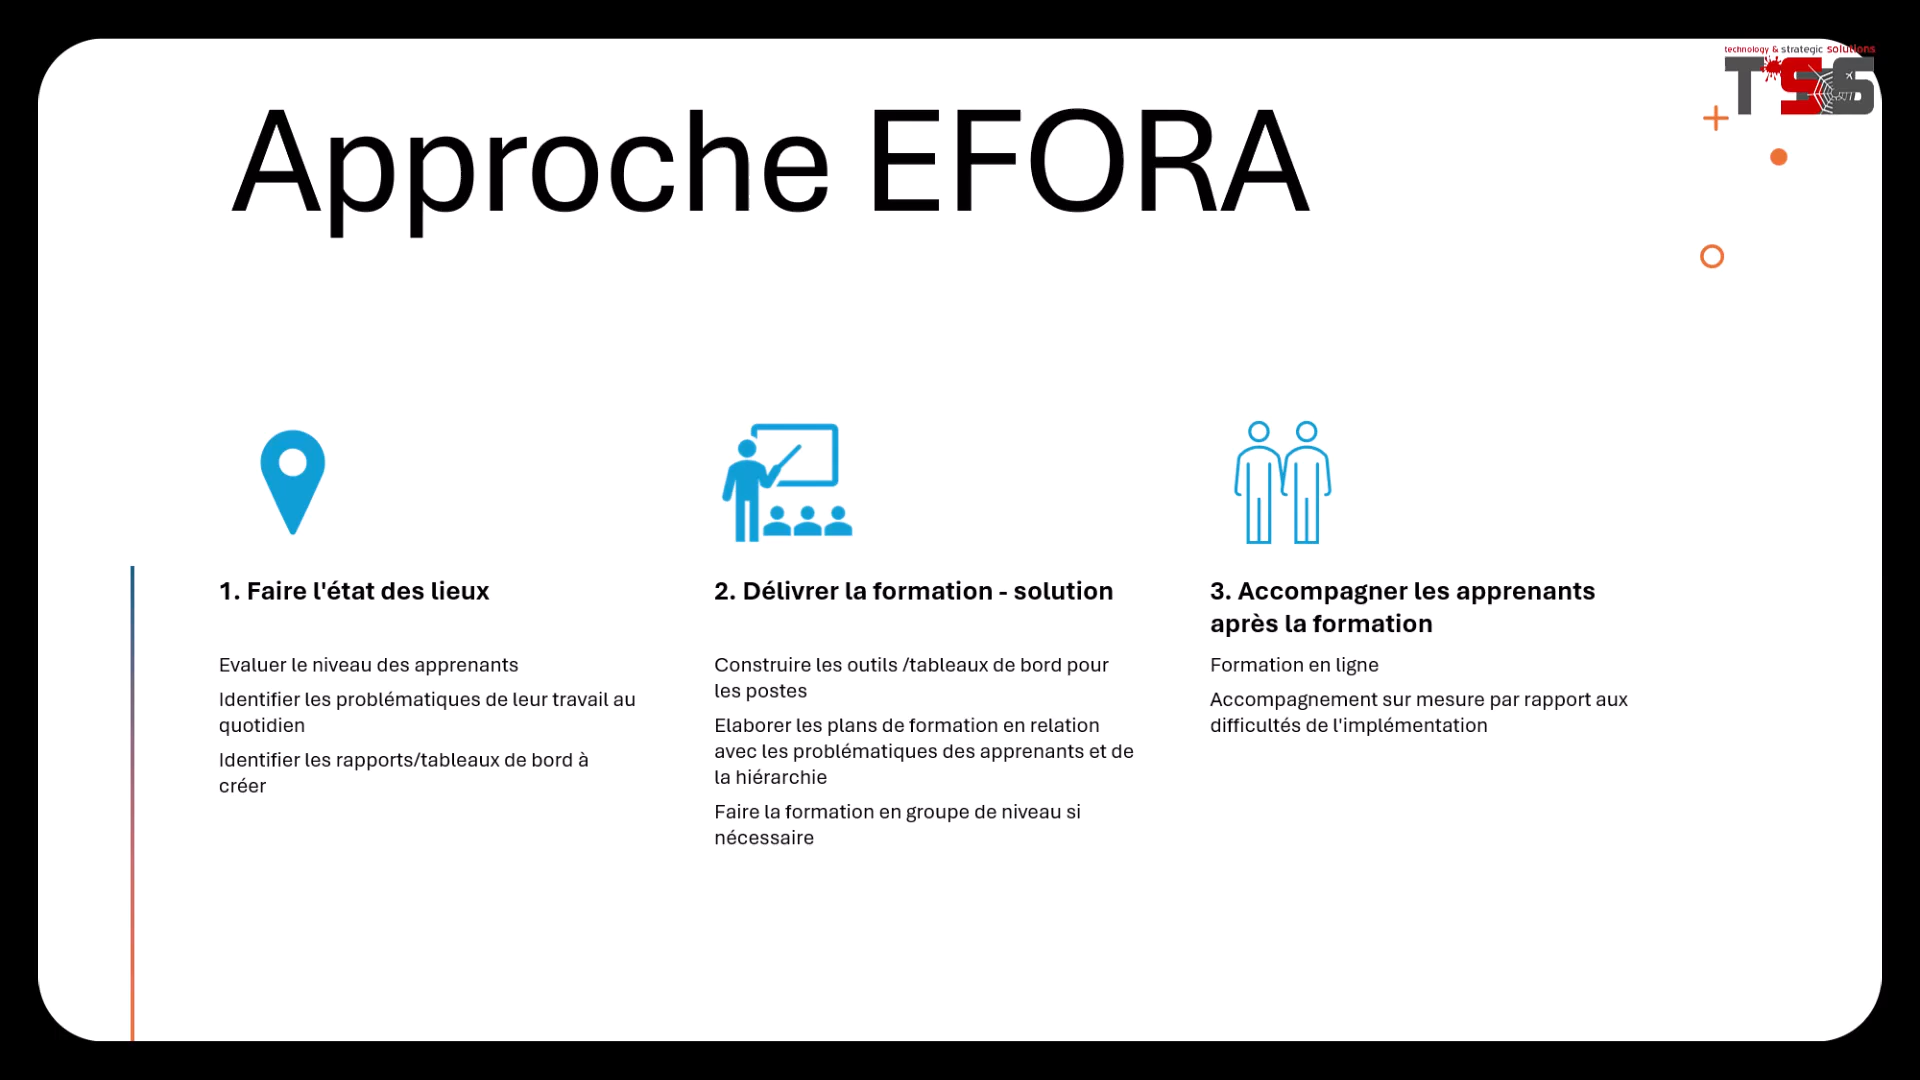 technology & strategic solutions
TSS
Approche EFORA
1. Faire l'état des lieux
Evaluer le niveau des apprenants
Identifier les problématiques de leur travail au
quotidien
Identifier les rapports/tableaux de bord à
créer
2. Délivrer la formation - solution
Construire les outils /tableaux de bord pour
les postes
Elaborer les plans de formation en relation
avec les problématiques des apprenants et de
la hiérarchie
Faire la formation en groupe de niveau si
nécessaire
3. Accompagner les apprenants
après la formation
Formation en ligne
Accompagnement sur mesure par rapport aux
difficultés de l'implémentation